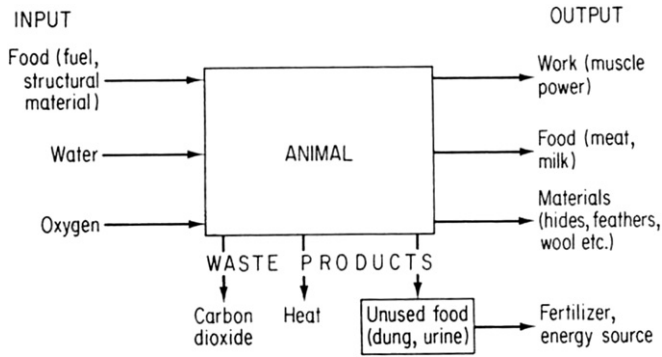 INPUT
OUTPUT
Food (fuel,
structural
material)
Water
Oxygen
ANIMAL
Work (muscle
power)
Food (meat,
milk)
Materials
(hides, feathers,
wool etc.)
WASTE PRODUCTS
Carbon
dioxide
Heat
Unused food
(dung, urine)
Fertilizer,
energy source